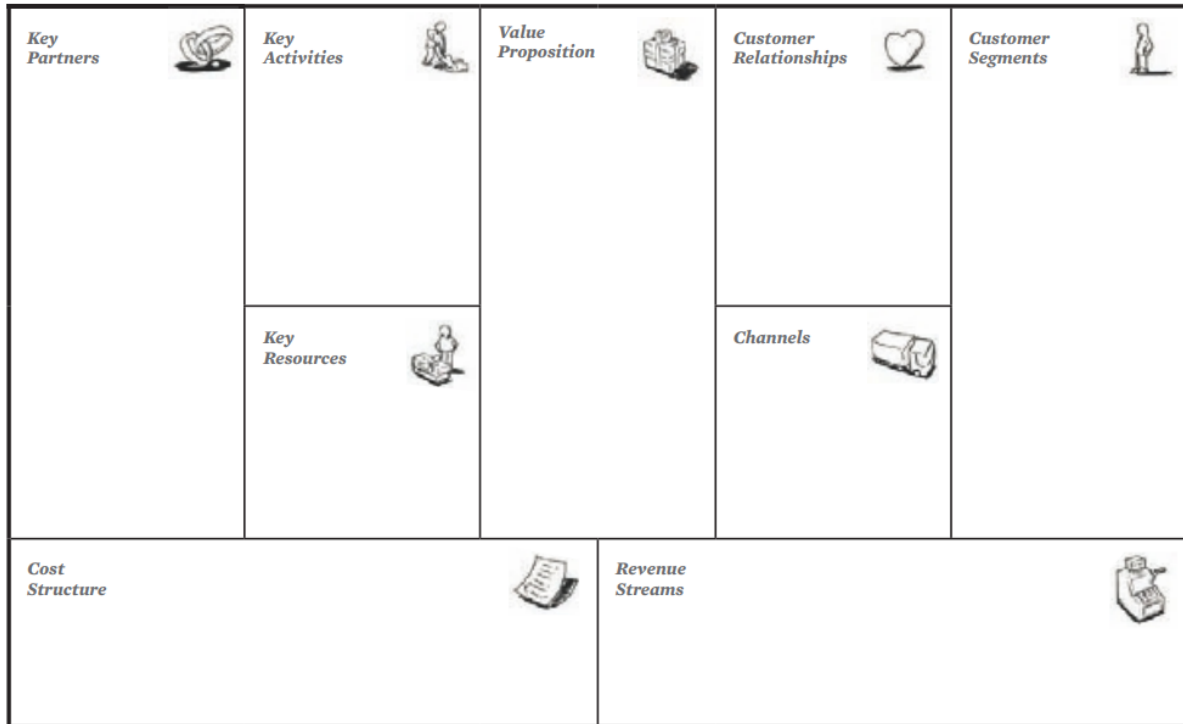 Key
Partners
Key
Activities
Value
Proposition
Customer
Relationships
Customer
Segments
Key
Resources
Channels
Cost
Structure
Revenue
Streams